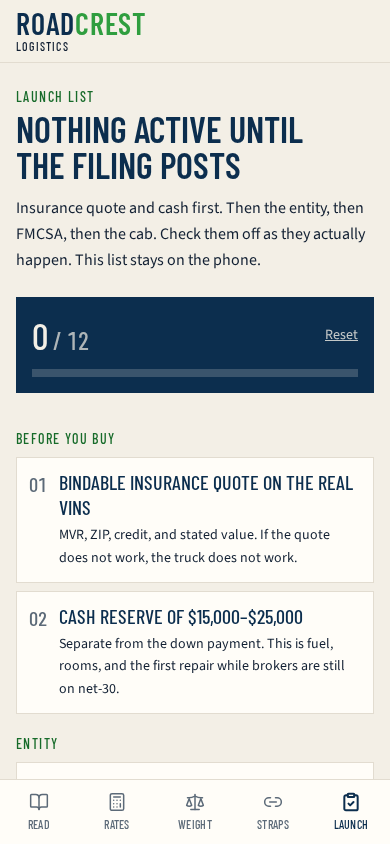 ROADCREST
LOGISTICS
LAUNCH LIST
NOTHING ACTIVE UNTIL
THE FILING POSTS
Insurance quote and cash first. Then the entity, then
FMCSA, then the cab. Check them off as they actually
happen. This list stays on the phone.
0 / 12
Reset
BEFORE YOU BUY
01 BINDABLE INSURANCE QUOTE ON THE REAL
VINS
MVR, ZIP, credit, and stated value. If the quote
does not work, the truck does not work.
02 CASH RESERVE OF $15,000–$25,000
Separate from the down payment. This is fuel,
rooms, and the first repair while brokers are still
on net-30.
ENTITY
READ RATES WEIGHT STRAPS LAUNCH